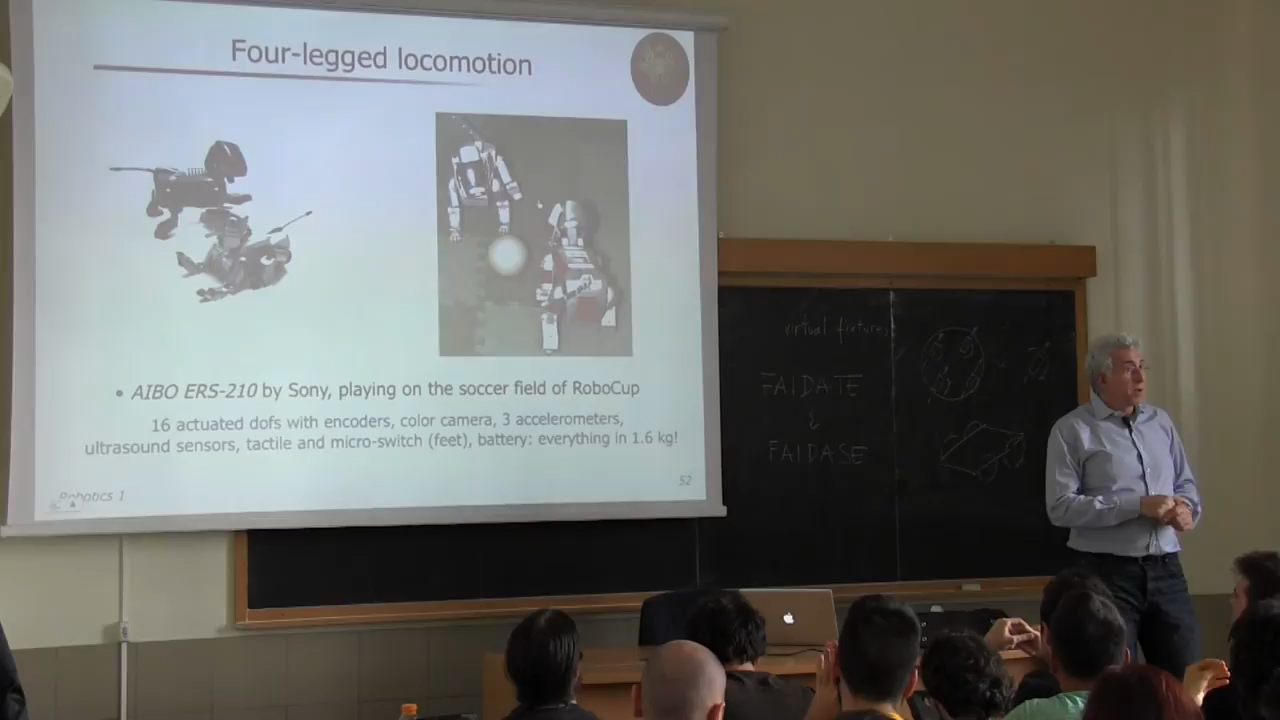 Four-legged locomotion
• AIBO ERS-210 by Sony, playing on the soccer field of RoboCup
16 actuated dofs with encoders, color camera, 3 accelerometers,
ultrasound sensors, tactile and micro-switch (feet), battery: everything in 1.6 kg!
Robotics 1
52
virtual fixtures
FAIDATE
&
FAIDASE